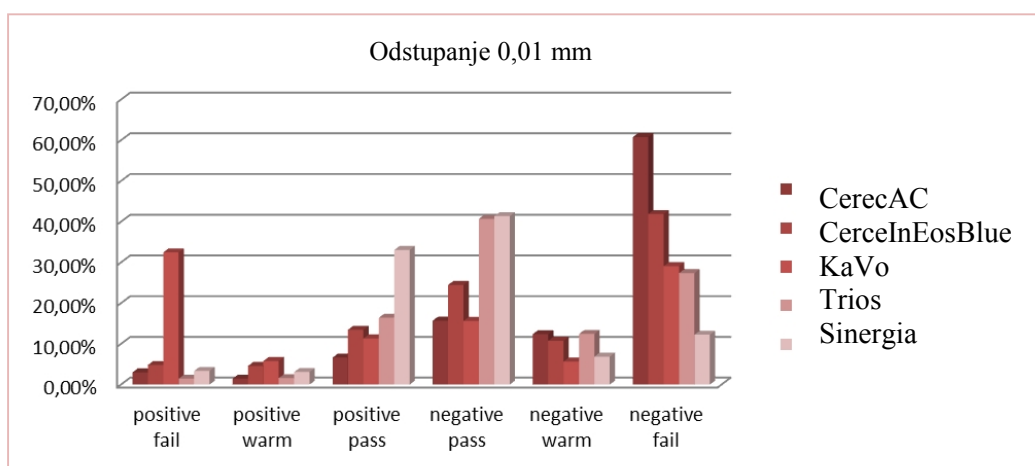 Odstupanje 0,01 mm
70,00%
60,00%
50,00%
40,00%
30,00%
20,00%
10,00%
0,00%
positive fail
positive warm
positive pass
negative pass
negative warm
negative fail
CerecAC
CerceInEosBlue
KaVo
Trios
Sinergia